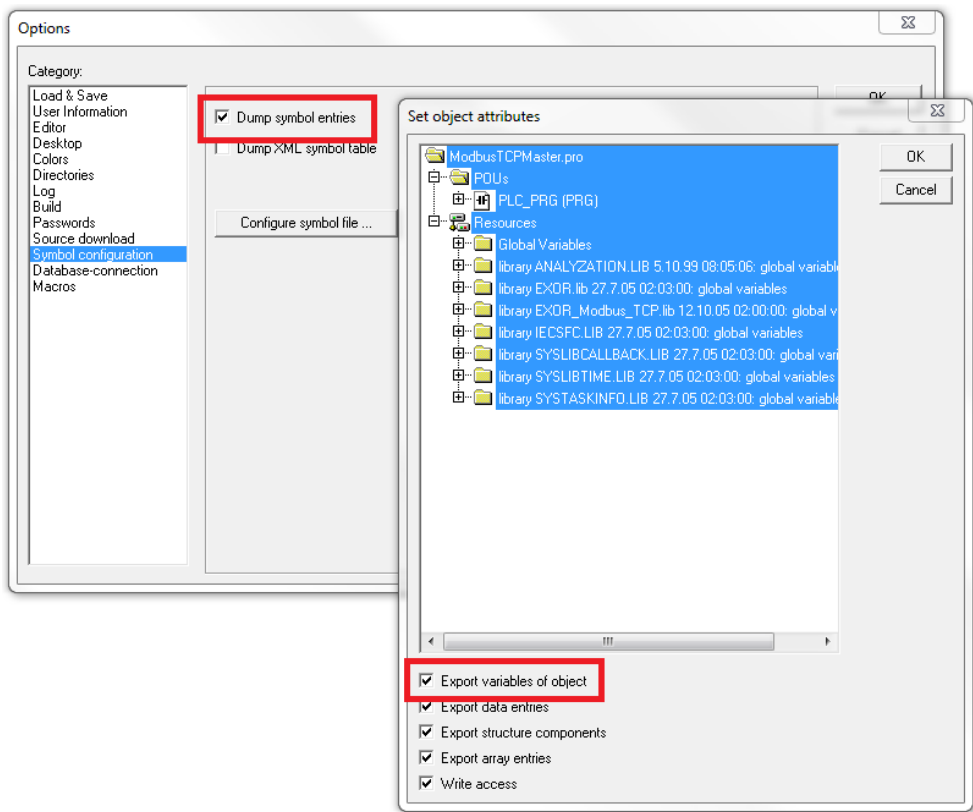 Options
Category:
Load & Save
User Information
Editor
Desktop
Colors
Directories
Log
Build
Passwords
Source download
Symbol configuration
Database-connection
Macros
Dump symbol entries
Dump XML symbol table
Configure symbol file ...
OK
Set object attributes
ModbusTCPMaster.pro
POUs
PLC_PRG (PRG)
Resources
Global Variables
library ANALYZATION.LIB 5.10.99 08:05:06: global variabl
library EXOR.lib 27.7.05 02:03:00: global variables
library EXOR_Modbus_TCP.lib 12.10.05 02:00:00: global v
library IECSFC.LIB 27.7.05 02:03:00: global variables
library SYSLIBCALLBACK.LIB 27.7.05 02:03:00: global vari
library SYSLIBTIME.LIB 27.7.05 02:03:00: global variables
library SYSTASKINFO.LIB 27.7.05 02:03:00: global variable
OK
Cancel
Export variables of object
Export data entries
Export structure components
Export array entries
Write access